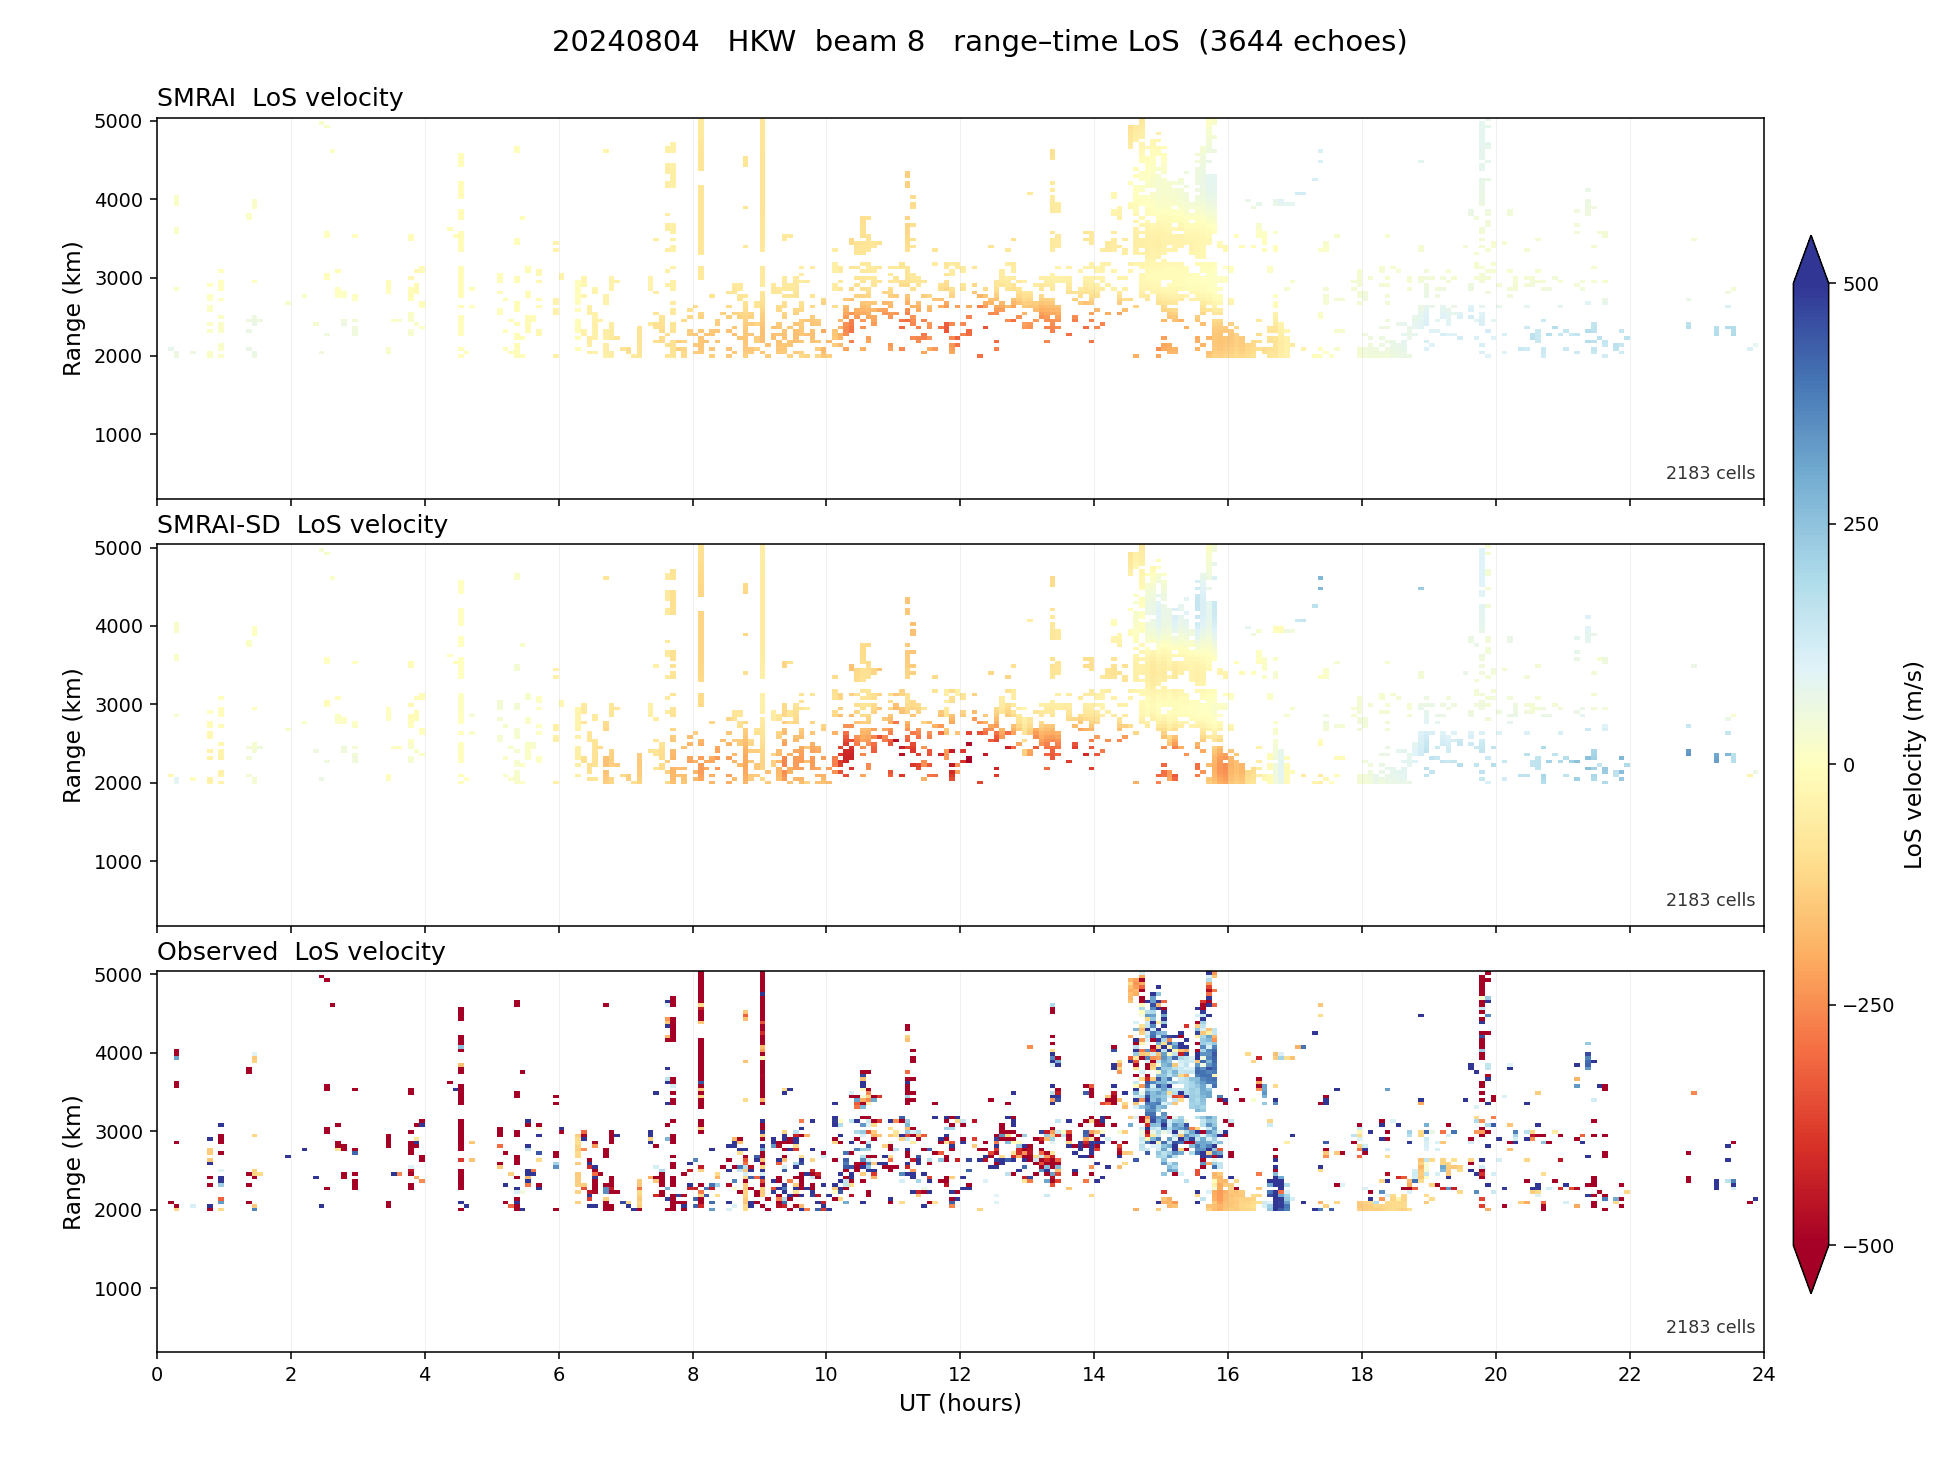 20240804 HKW beam 8 range–time LoS (3644 echoes)
SMRAI LoS velocity
5000
4000
3000
2000
1000
Range (km)
2183 cells
SMRAI-SD LoS velocity
5000
4000
3000
2000
1000
Range (km)
2183 cells
Observed LoS velocity
5000
4000
3000
2000
1000
Range (km)
2183 cells
0 2 4 6 8 10 12 14 16 18 20 22 24
UT (hours)
500
250
0
−250
−500
LoS velocity (m/s)